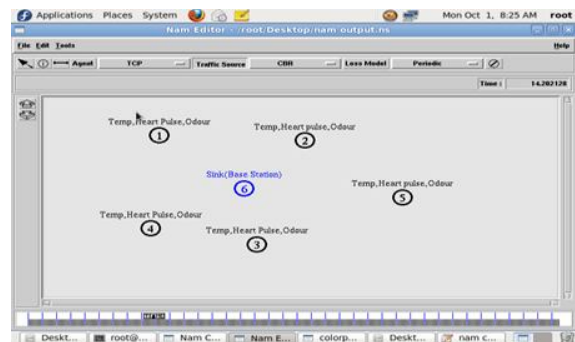 Applications Places System
Mon Oct 1, 8:25 AM root
Nam Editor - /root/Desktop/nam output.ns
File Edit Tools
Help
Agent TCP Traffic Source CBR Loss Model Periodic
Time : 14.282128
Temp,Heart Pulse,Odour
1
Temp,Heart pulse,Odour
2
Sink(Base Station)
6
Temp,Heart pulse,Odour
5
Temp,Heart Pulse,Odour
4
Temp,Heart Pulse,Odour
3
Deskt... root@... Nam C... Nam E... colorp... Deskt... nam c...